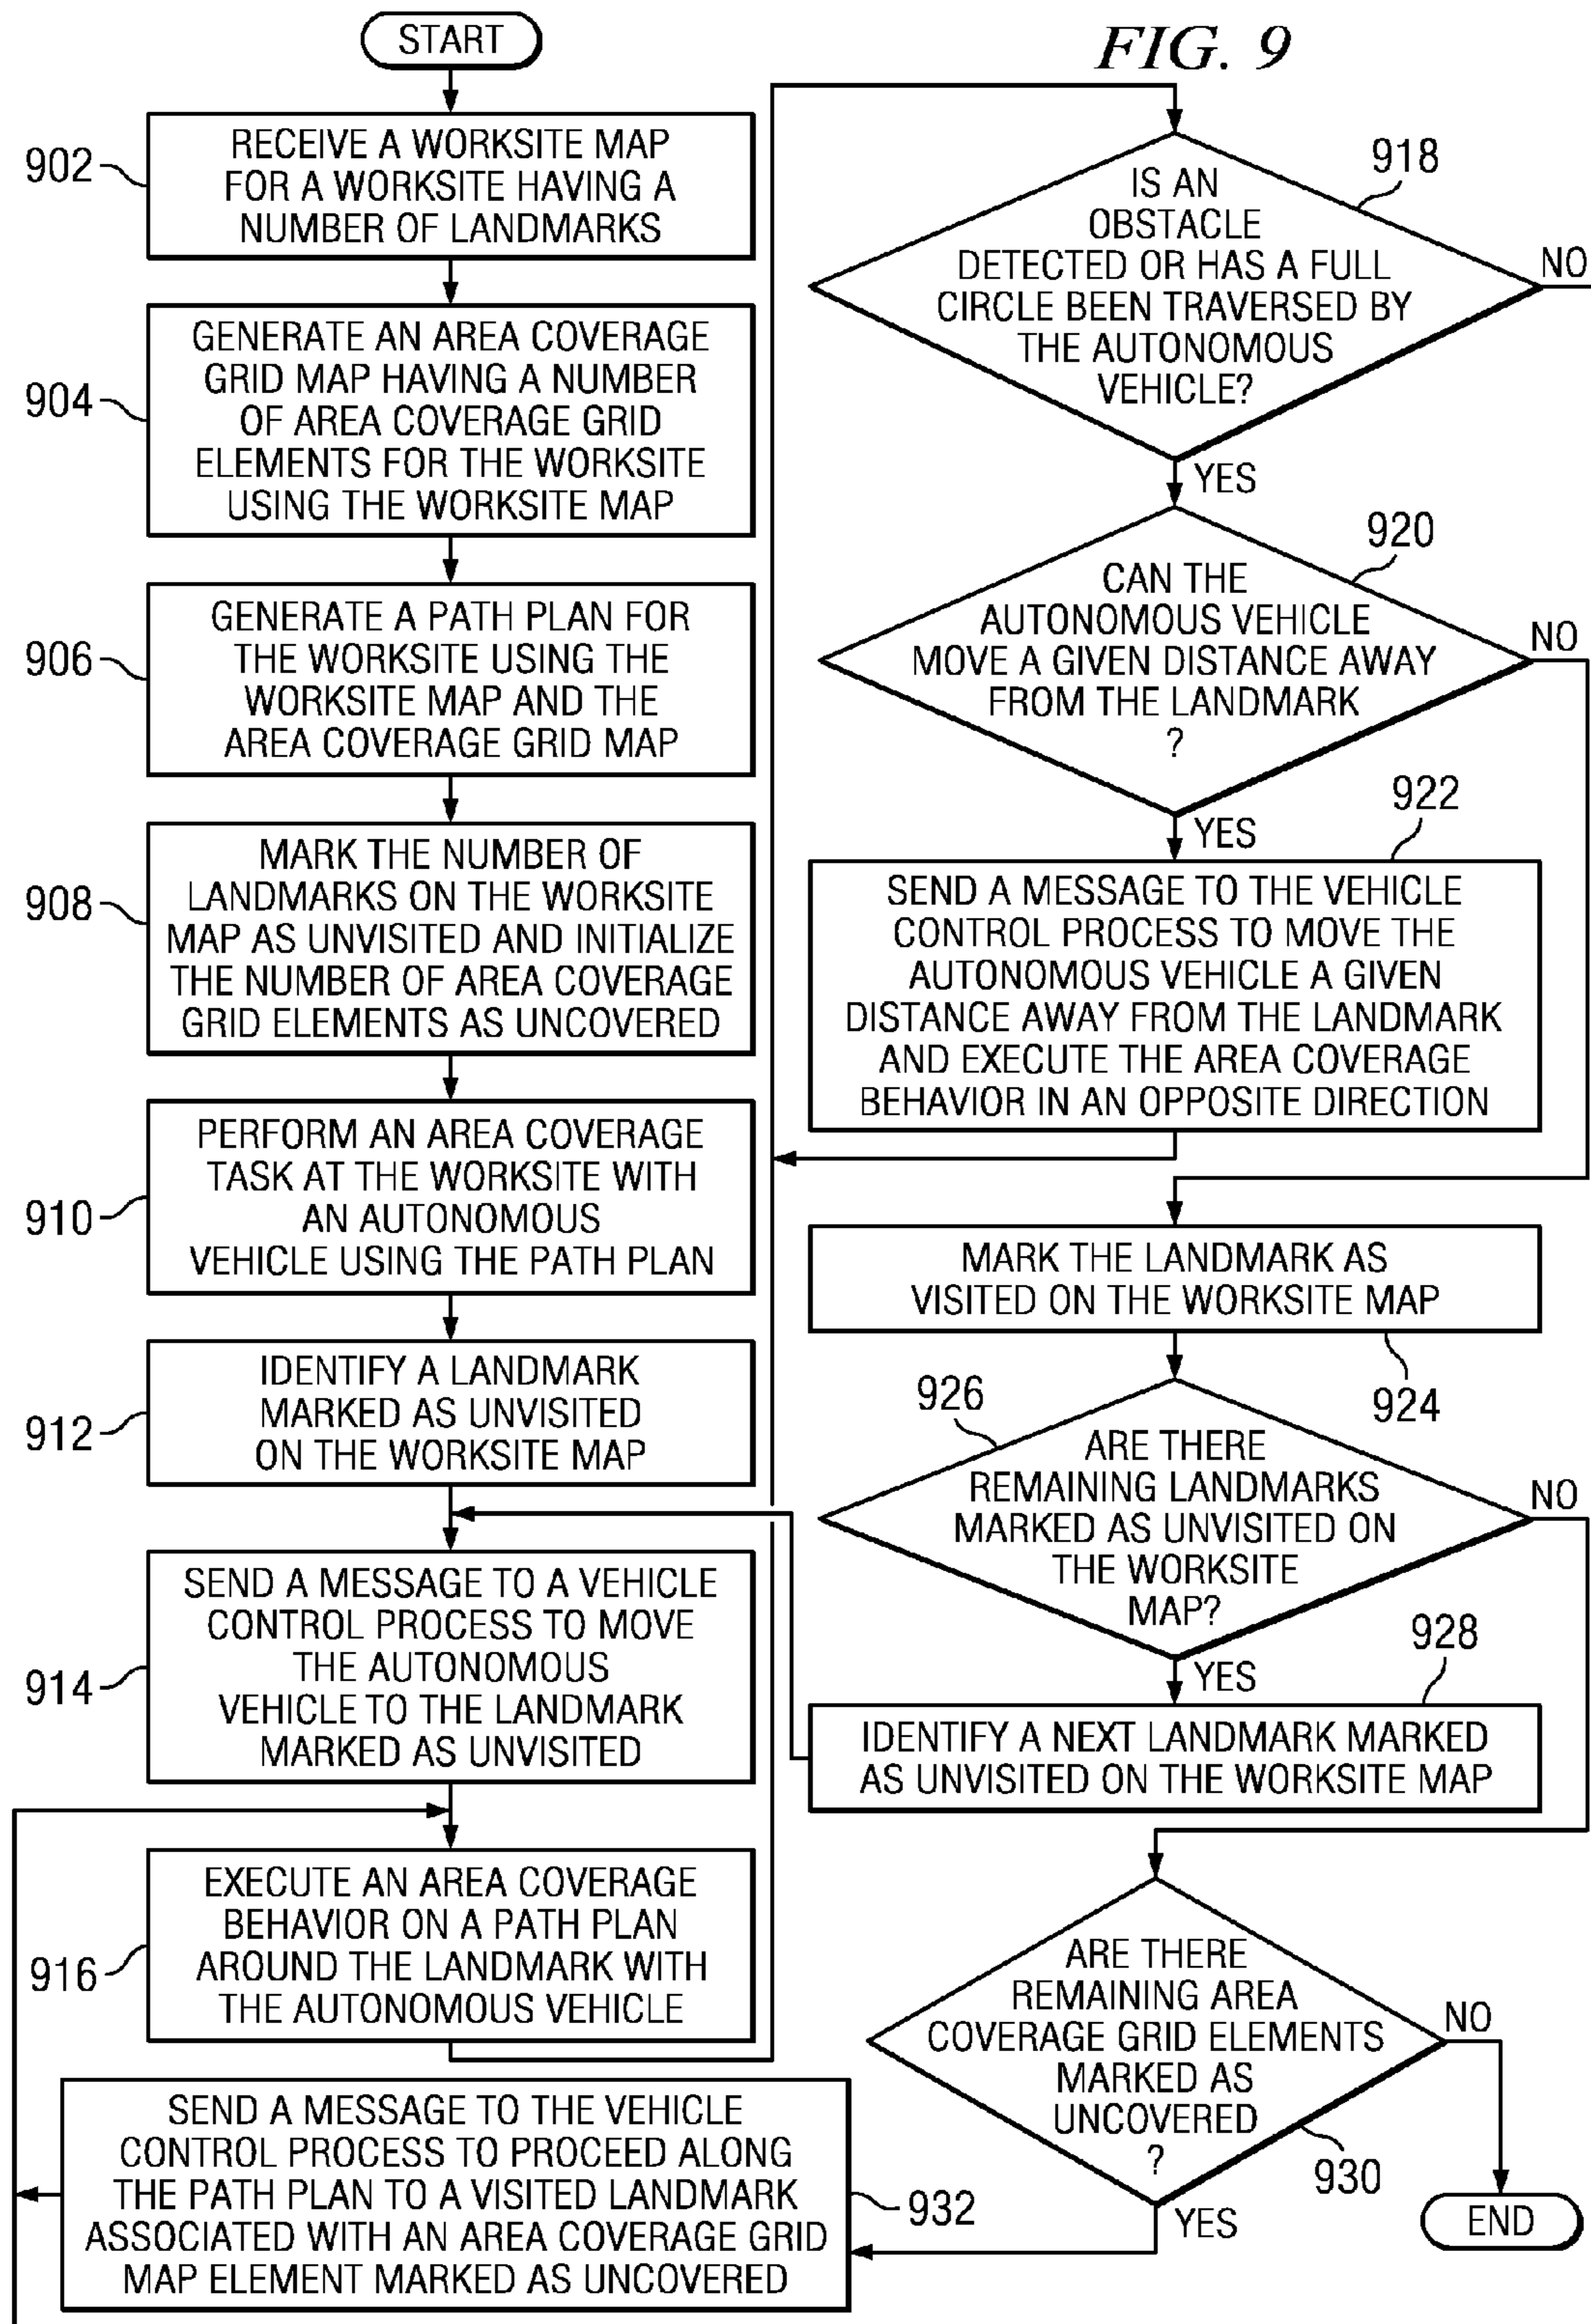 FIG. 9
START
902
RECEIVE A WORKSITE MAP
FOR A WORKSITE HAVING A
NUMBER OF LANDMARKS
904
GENERATE AN AREA COVERAGE
GRID MAP HAVING A NUMBER
OF AREA COVERAGE GRID
ELEMENTS FOR THE WORKSITE
USING THE WORKSITE MAP
906
GENERATE A PATH PLAN FOR
THE WORKSITE USING THE
WORKSITE MAP AND THE
AREA COVERAGE GRID MAP
908
MARK THE NUMBER OF
LANDMARKS ON THE WORKSITE
MAP AS UNVISITED AND INITIALIZE
THE NUMBER OF AREA COVERAGE
GRID ELEMENTS AS UNCOVERED
910
PERFORM AN AREA COVERAGE
TASK AT THE WORKSITE WITH
AN AUTONOMOUS
VEHICLE USING THE PATH PLAN
912
IDENTIFY A LANDMARK
MARKED AS UNVISITED
ON THE WORKSITE MAP
914
SEND A MESSAGE TO A VEHICLE
CONTROL PROCESS TO MOVE
THE AUTONOMOUS
VEHICLE TO THE LANDMARK
MARKED AS UNVISITED
916
EXECUTE AN AREA COVERAGE
BEHAVIOR ON A PATH PLAN
AROUND THE LANDMARK WITH
THE AUTONOMOUS VEHICLE
918
IS AN
OBSTACLE
DETECTED OR HAS A FULL
CIRCLE BEEN TRAVERSED BY
THE AUTONOMOUS
VEHICLE?
NO
YES
920
CAN THE
AUTONOMOUS VEHICLE
MOVE A GIVEN DISTANCE AWAY
FROM THE LANDMARK
?
NO
YES
922
SEND A MESSAGE TO THE VEHICLE
CONTROL PROCESS TO MOVE THE
AUTONOMOUS VEHICLE A GIVEN
DISTANCE AWAY FROM THE LANDMARK
AND EXECUTE THE AREA COVERAGE
BEHAVIOR IN AN OPPOSITE DIRECTION
MARK THE LANDMARK AS
VISITED ON THE WORKSITE MAP
924
926
ARE THERE
REMAINING LANDMARKS
MARKED AS UNVISITED ON
THE WORKSITE
MAP?
NO
YES
928
IDENTIFY A NEXT LANDMARK MARKED
AS UNVISITED ON THE WORKSITE MAP
ARE THERE
REMAINING AREA
COVERAGE GRID ELEMENTS
MARKED AS
UNCOVERED
?
930
NO
YES
END
SEND A MESSAGE TO THE VEHICLE
CONTROL PROCESS TO PROCEED ALONG
THE PATH PLAN TO A VISITED LANDMARK
ASSOCIATED WITH AN AREA COVERAGE GRID
MAP ELEMENT MARKED AS UNCOVERED
932